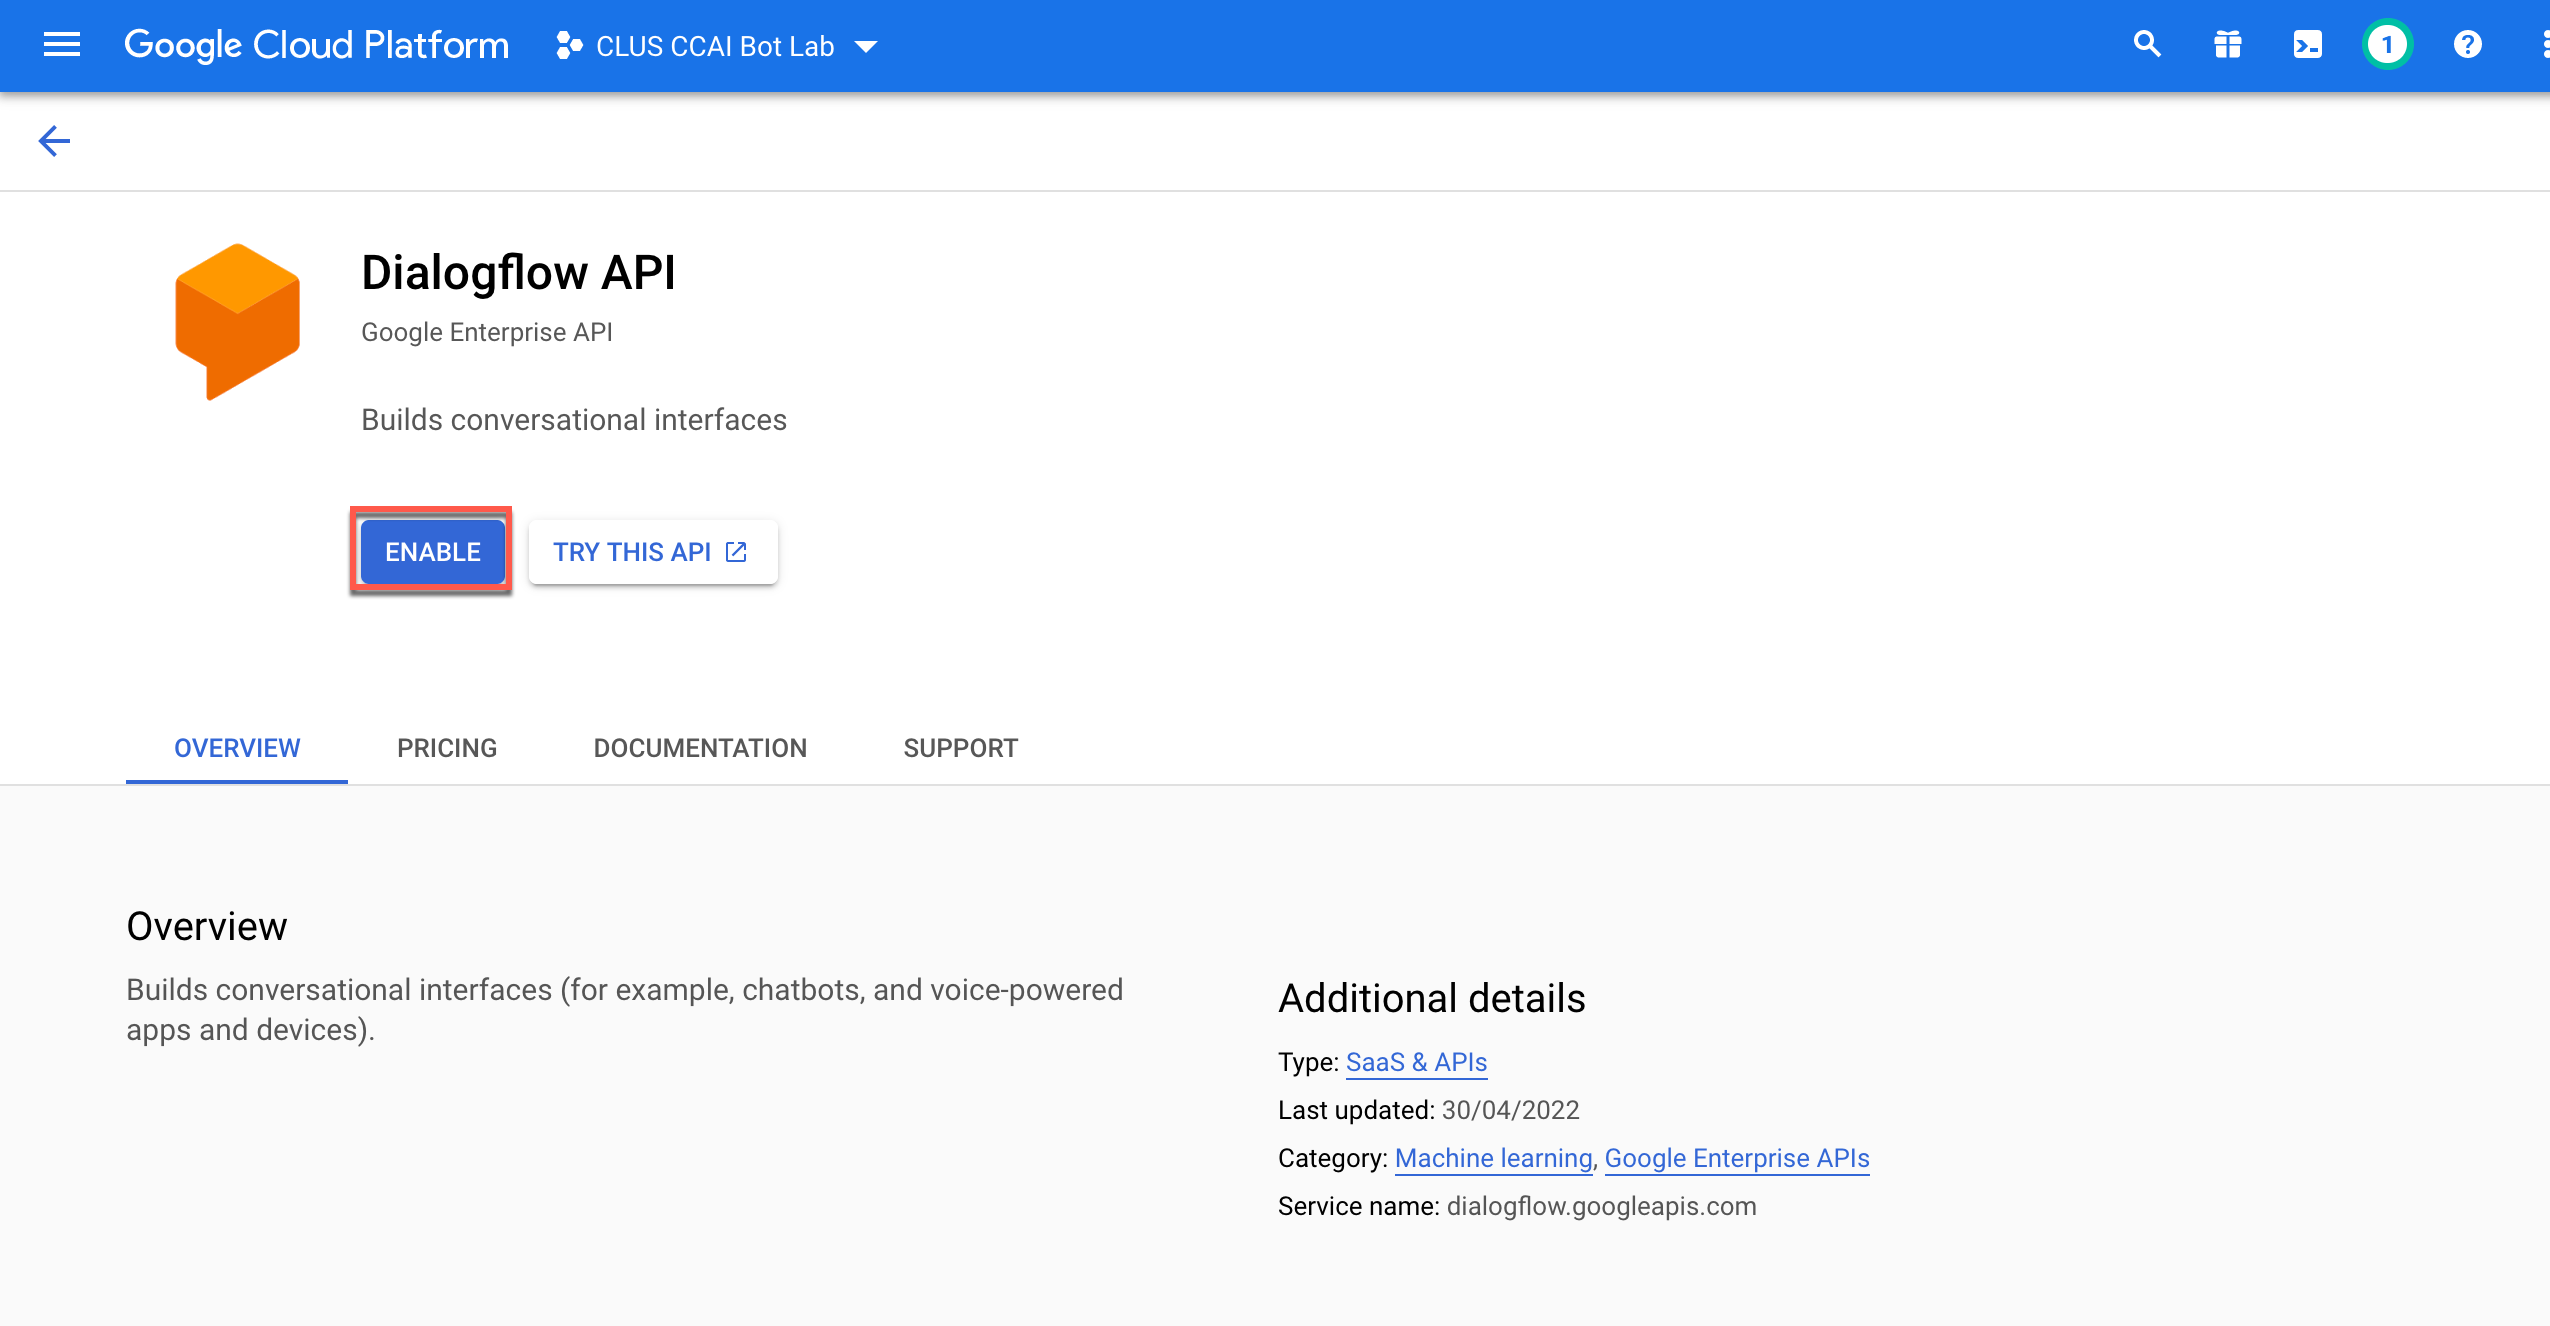 Google Cloud Platform
CLUS CCAI Bot Lab
1
?
Dialogflow API
Google Enterprise API
Builds conversational interfaces
ENABLE
TRY THIS API
OVERVIEW
PRICING
DOCUMENTATION
SUPPORT
Overview
Builds conversational interfaces (for example, chatbots, and voice-powered
apps and devices).
Additional details
Type: SaaS & APIs
Last updated: 30/04/2022
Category: Machine learning, Google Enterprise APIs
Service name: dialogflow.googleapis.com